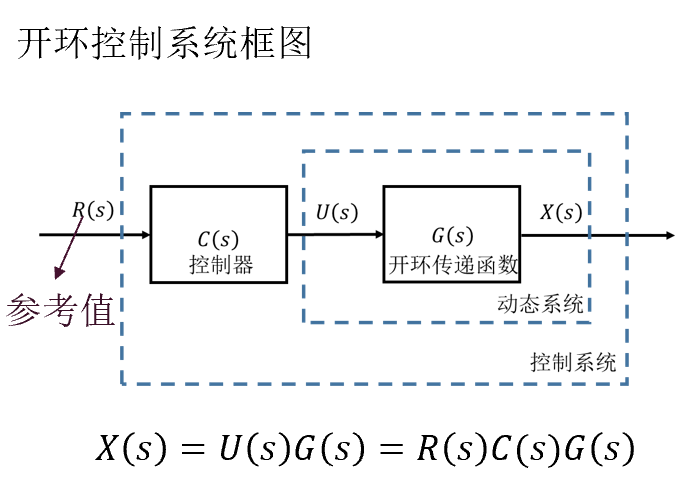 开环控制系统框图
R(s)
U(s)
X(s)
C(s)
控制器
G(s)
开环传递函数
参考值
动态系统
控制系统
X(s) = U(s)G(s) = R(s)C(s)G(s)